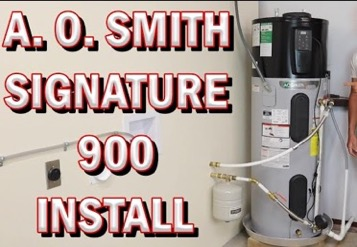 A. O. SMITH
SIGNATURE
900
INSTALL